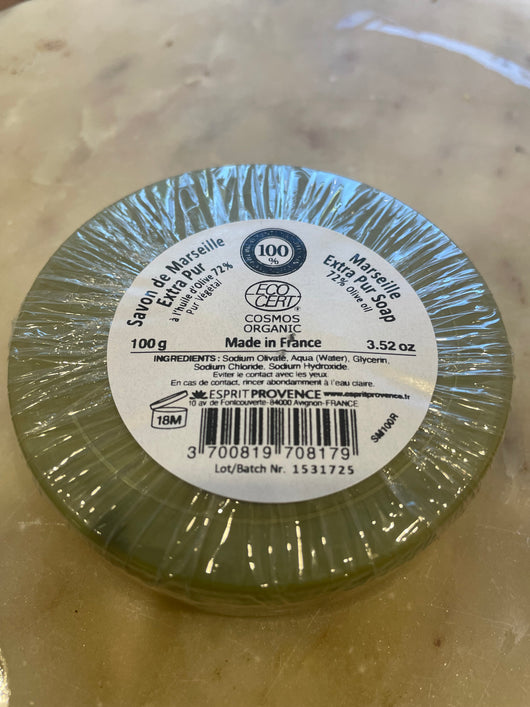 100
%
Savon de Marseille
Extra Pur
à l'huile d'Olive 72%
Pur Végétal
ECO
CERT
®
COSMOS
ORGANIC
Marseille
Extra Pur Soap
72% Olive oil
100 g
Made in France
3.52 oz
INGREDIENTS : Sodium Olivate, Aqua (Water), Glycerin,
Sodium Chloride, Sodium Hydroxide.
Eviter le contact avec les yeux.
En cas de contact, rincer abondamment à l'eau claire.
ESPRIT PROVENCE www.espritprovence.fr
10 av de Fontcouverte- 84000 Avignon-FRANCE
18M
SM100R
3 700819 708179
Lot/Batch Nr. 1531725